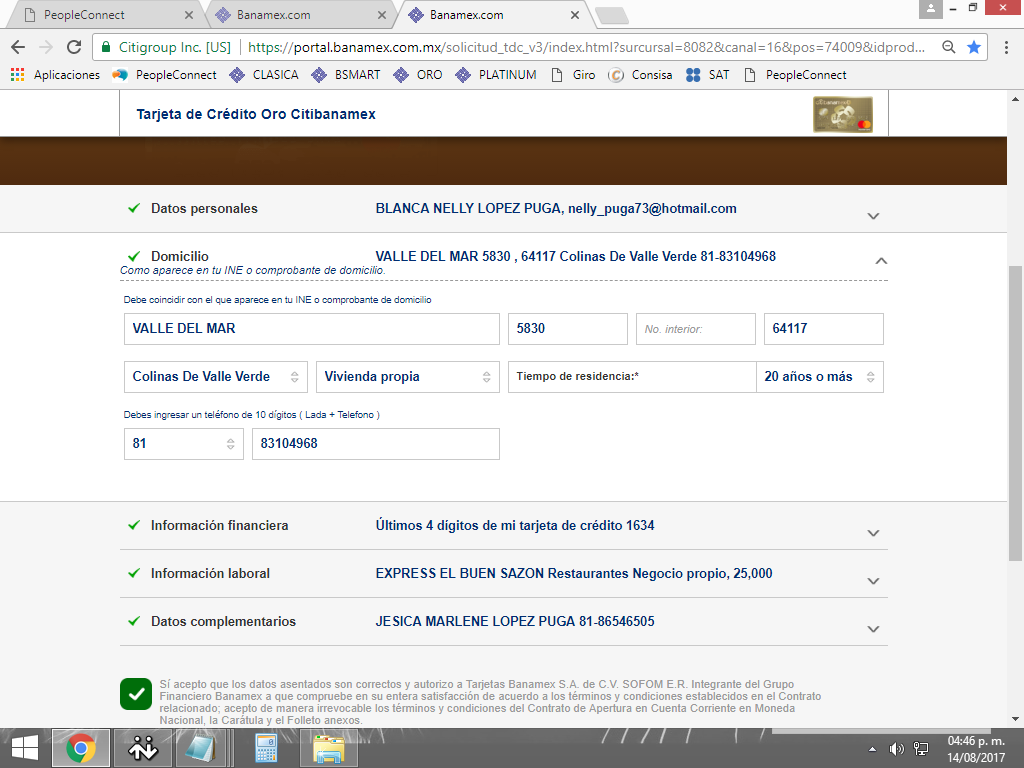 PeopleConnect
Banamex.com
Banamex.com
Citigroup Inc. [US]
https://portal.banamex.com.mx/solicitud_tdc_v3/index.html?surcursal=8082&canal=16&pos=74009&idprod...
Aplicaciones PeopleConnect CLASICA BSMART ORO PLATINUM Giro Consisa SAT PeopleConnect
Tarjeta de Crédito Oro Citibanamex
Datos personales BLANCA NELLY LOPEZ PUGA, nelly_puga73@hotmail.com
Domicilio VALLE DEL MAR 5830 , 64117 Colinas De Valle Verde 81-83104968
Como aparece en tu INE o comprobante de domicilio.
Debe coincidir con el que aparece en tu INE o comprobante de domicilio
VALLE DEL MAR 5830 No. interior: 64117
Colinas De Valle Verde Vivienda propia Tiempo de residencia:* 20 años o más
Debes ingresar un teléfono de 10 dígitos ( Lada + Telefono )
81 83104968
Información financiera Últimos 4 dígitos de mi tarjeta de crédito 1634
Información laboral EXPRESS EL BUEN SAZON Restaurantes Negocio propio, 25,000
Datos complementarios JESICA MARLENE LOPEZ PUGA 81-86546505
Sí acepto que los datos asentados son correctos y autorizo a Tarjetas Banamex S.A. de C.V. SOFOM E.R. Integrante del Grupo
Financiero Banamex a que compruebe en su entera satisfacción de acuerdo a los términos y condiciones establecidos en el Contrato
relacionado; acepto de manera irrevocable los términos y condiciones del Contrato de Apertura en Cuenta Corriente en Moneda
Nacional, la Carátula y el Folleto anexos.
04:46 p. m.
14/08/2017